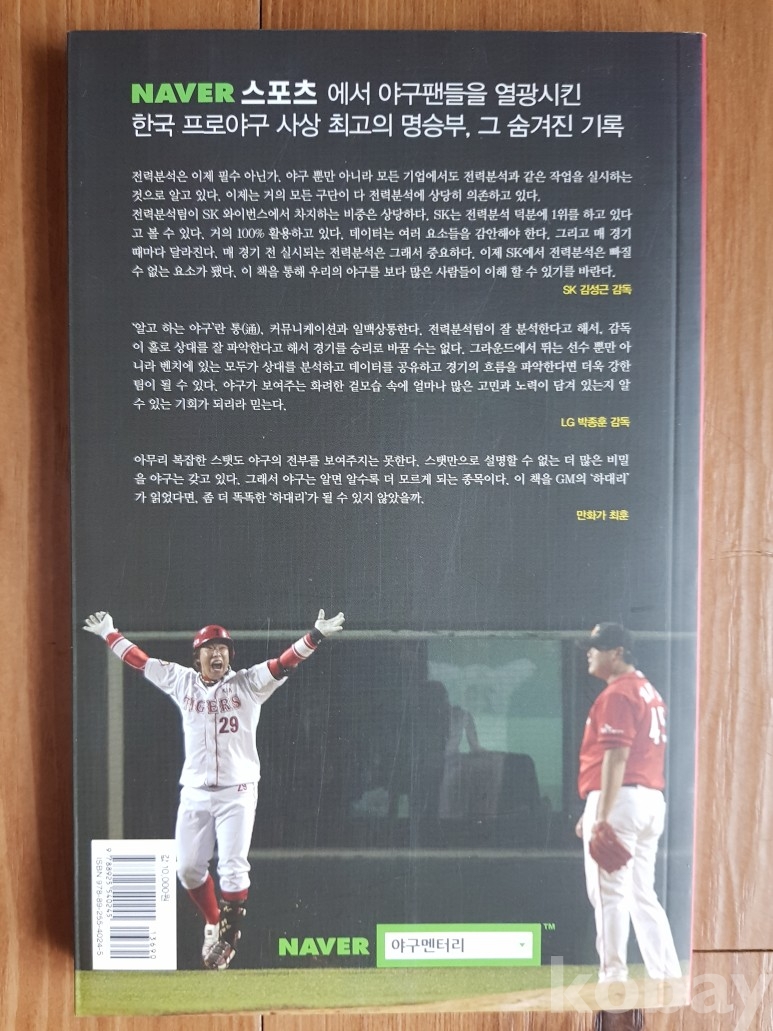 NAVER 스포츠 에서 야구팬들을 열광시킨
한국 프로야구 사상 최고의 명승부, 그 숨겨진 기록
전력분석은 이제 필수 아닌가. 야구 뿐만 아니라 모든 기업에서도 전력분석과 같은 작업을 실시하는
것으로 알고 있다. 이제는 거의 모든 구단이 다 전력분석에 상당히 의존하고 있다.
전력분석팀이 SK 와이번스에서 차지하는 비중은 상당하다. SK는 전력분석 덕분에 1위를 하고 있다
고 볼 수 있다. 거의 100% 활용하고 있다. 데이터는 여러 요소들을 감안해야 한다. 그리고 매 경기
때마다 달라진다. 매 경기 전 실시되는 전력분석은 그래서 중요하다. 이제 SK에서 전력분석은 빠질
수 없는 요소가 됐다. 이 책을 통해 우리의 야구를 보다 많은 사람들이 이해 할 수 있기를 바란다.
SK 김성근 감독
'알고 하는 야구'란 통(通), 커뮤니케이션과 일맥상통한다. 전력분석팀이 잘 분석한다고 해서, 감독
이 홀로 상대를 잘 파악한다고 해서 경기를 승리로 바꿀 수는 없다. 그라운드에서 뛰는 선수 뿐만 아
니라 벤치에 있는 모두가 상대를 분석하고 데이터를 공유하고 경기의 흐름을 파악한다면 더욱 강한
팀이 될 수 있다. 야구가 보여주는 화려한 겉모습 속에 얼마나 많은 고민과 노력이 담겨 있는지 알
수 있는 기회가 되리라 믿는다.
LG 박종훈 감독
아무리 복잡한 스탯도 야구의 전부를 보여주지는 못한다. 스탯만으로 설명할 수 없는 더 많은 비밀
을 야구는 갖고 있다. 그래서 야구는 알면 알수록 더 모르게 되는 종목이다. 이 책을 GM의 '하대리'
가 읽었다면, 좀 더 똑똑한 '하대리'가 될 수 있지 않았을까.
만화가 최훈
TIGERS
29
29
45
값 10,000원
13690
9 788925 540245
ISBN 978-89-255-4024-5
NAVER 야구멘터리 ™
kobay